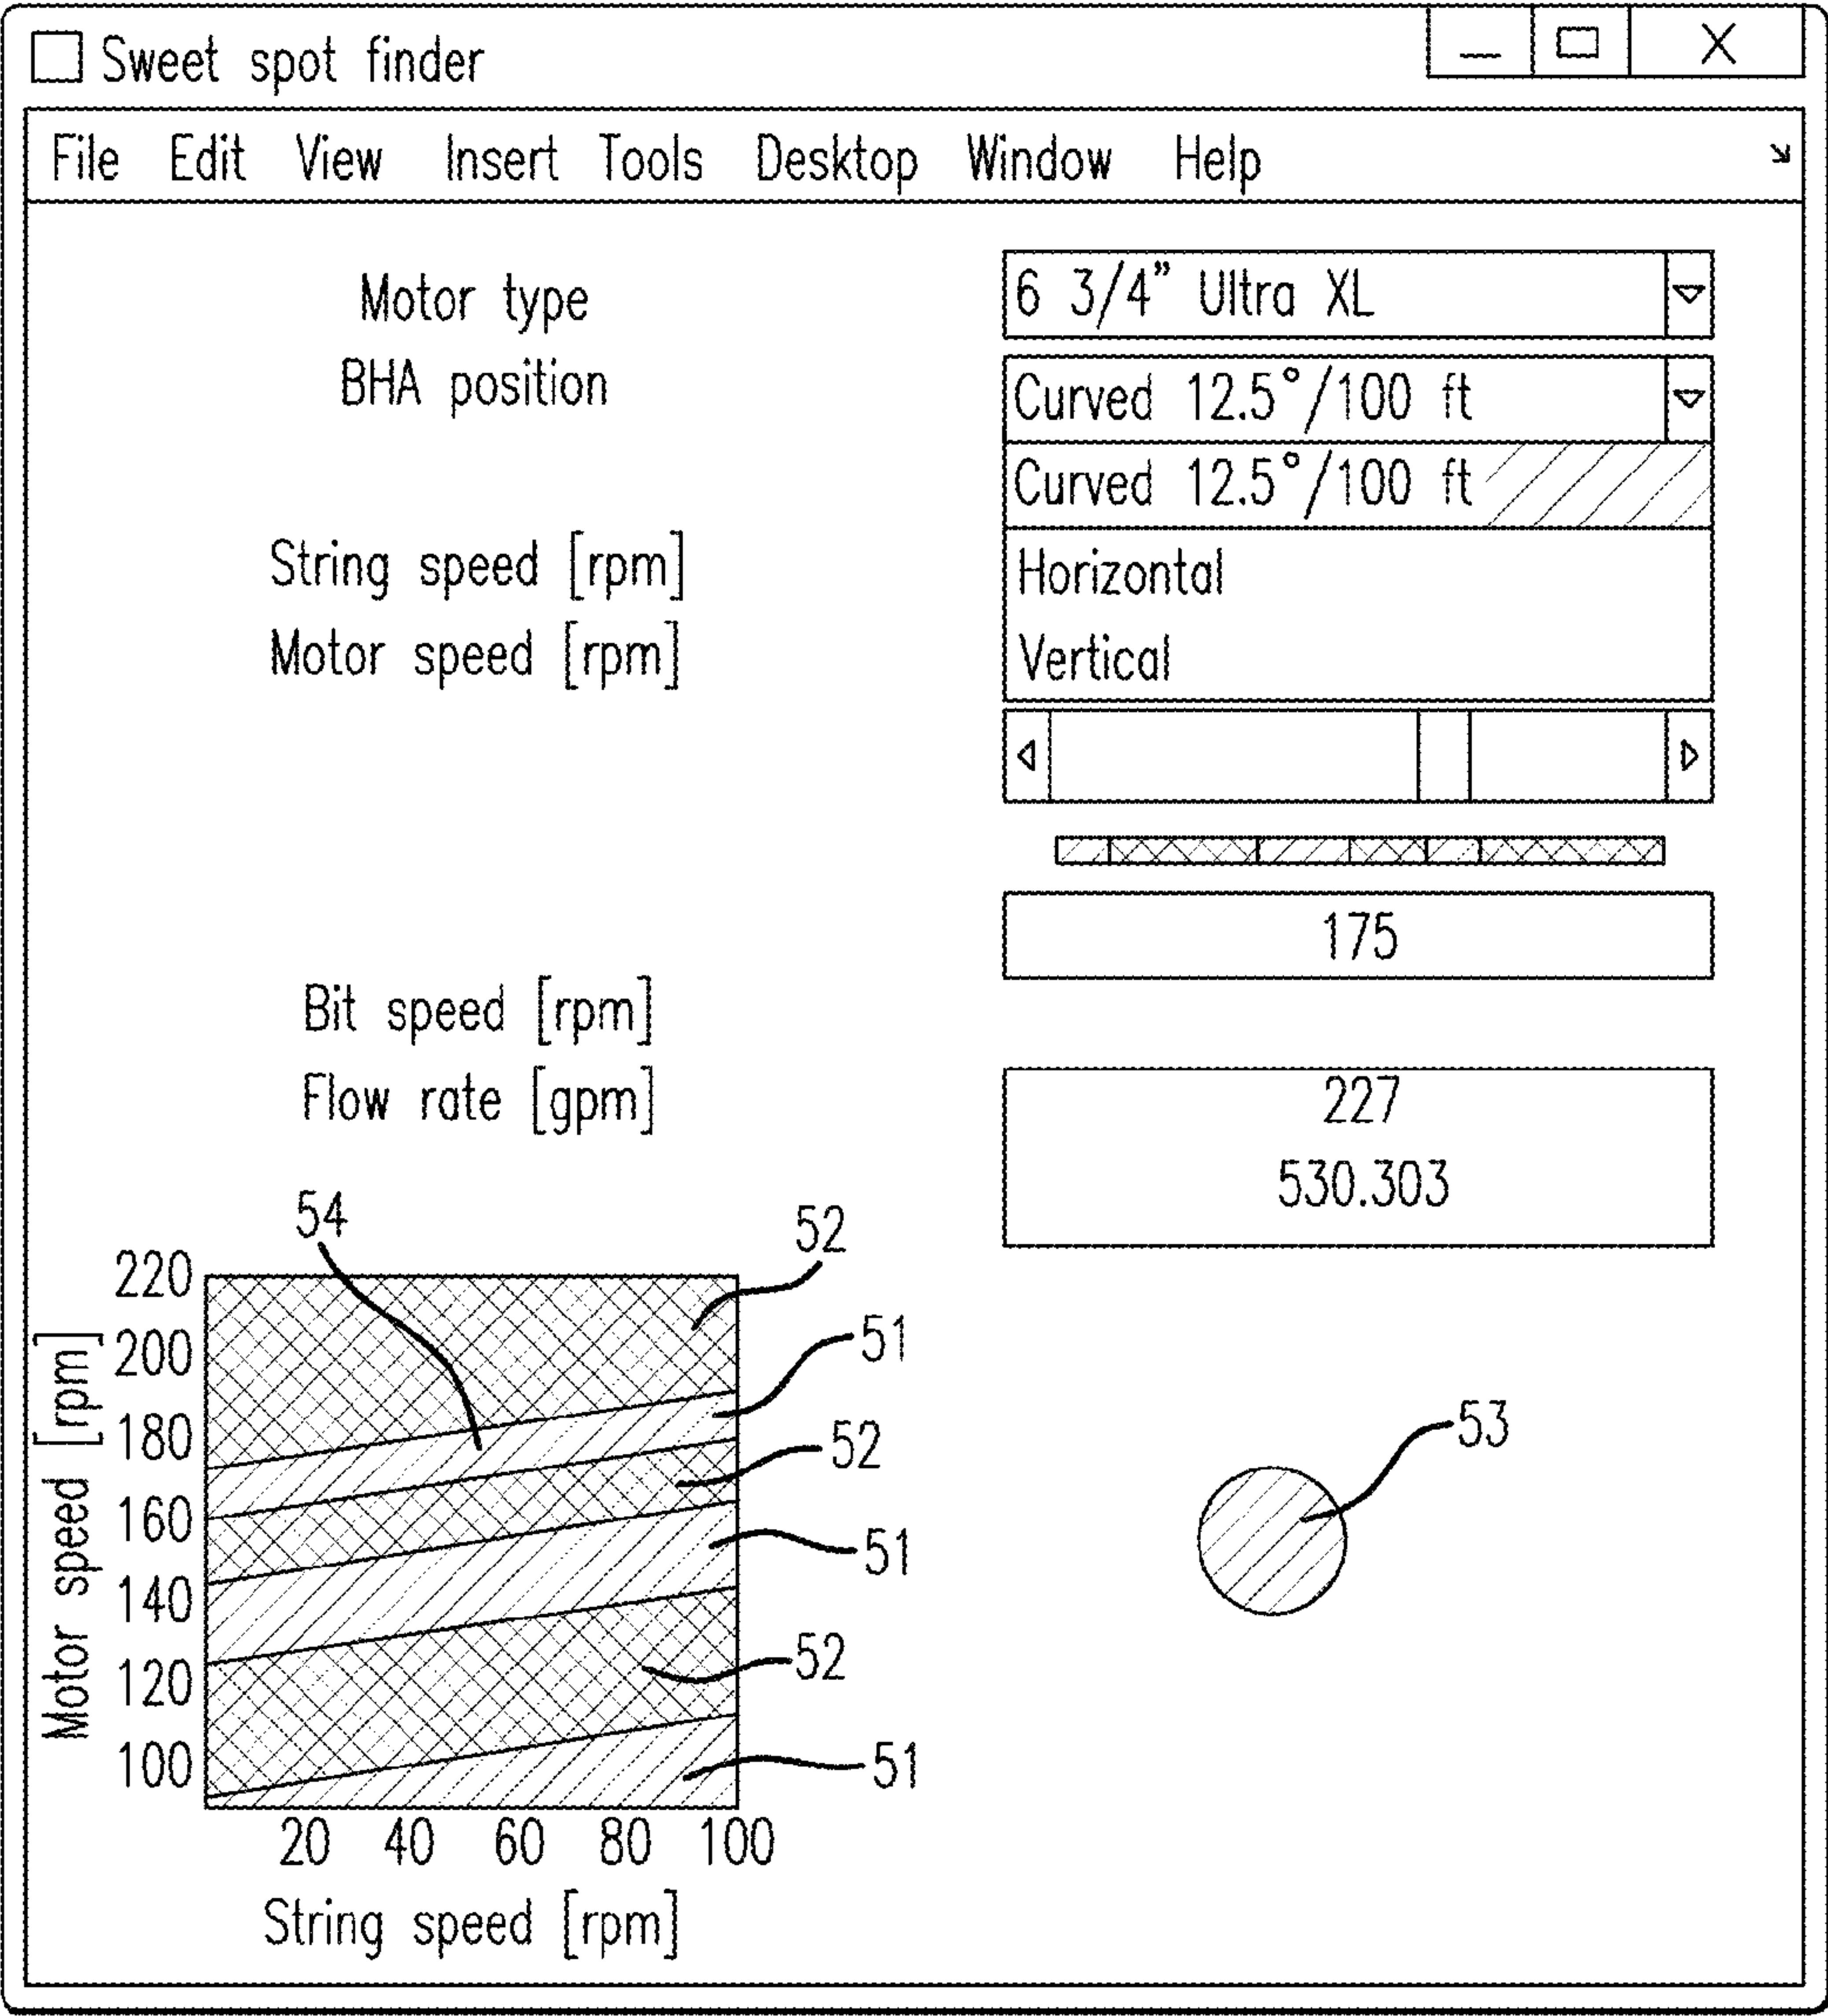 Sweet spot finder
File Edit View Insert Tools Desktop Window Help
Motor type
6 3/4” Ultra XL
BHA position
Curved 12.5°/100 ft
Curved 12.5°/100 ft
Horizontal
Vertical
String speed [rpm]
Motor speed [rpm]
175
Bit speed [rpm]
227
Flow rate [gpm]
530.303
54
52
51
52
51
52
51
53
Motor speed [rpm]
220
200
180
160
140
120
100
20 40 60 80 100
String speed [rpm]